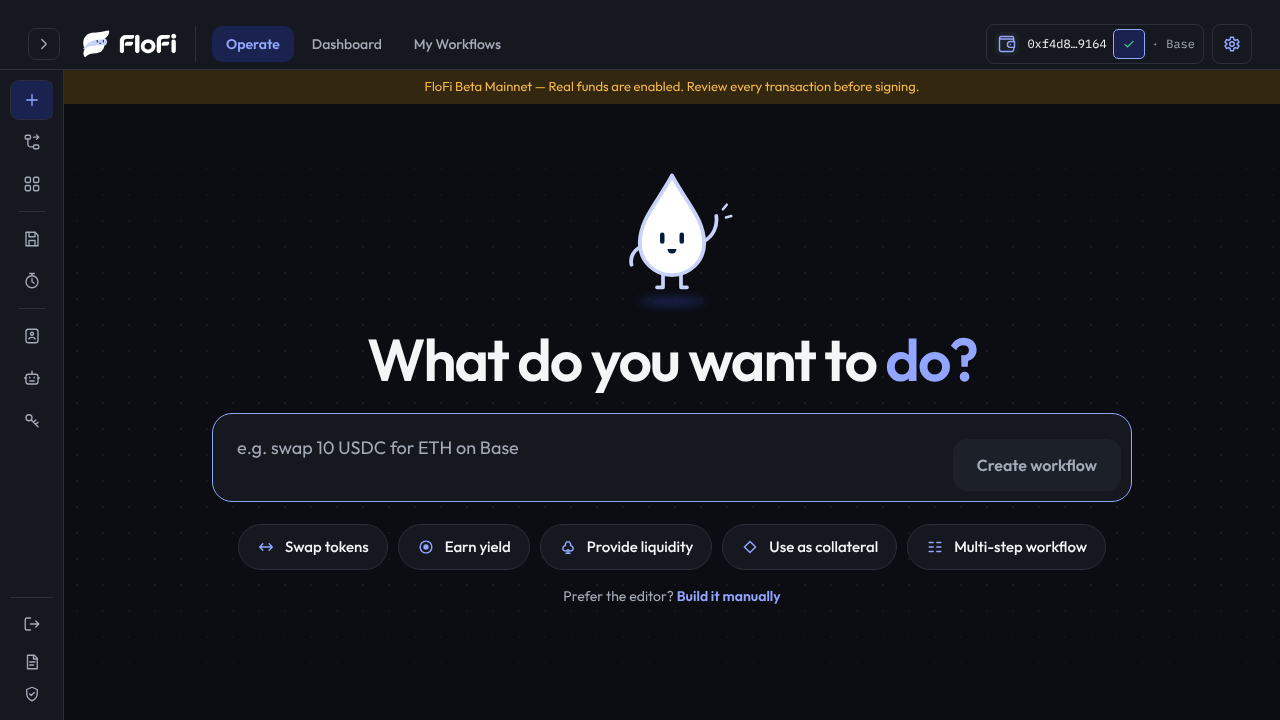 FloFi
Operate
Dashboard
My Workflows
0xf4d8…9164
· Base
FloFi Beta Mainnet — Real funds are enabled. Review every transaction before signing.
What do you want to do?
e.g. swap 10 USDC for ETH on Base
Create workflow
Swap tokens
Earn yield
Provide liquidity
Use as collateral
Multi-step workflow
Prefer the editor? Build it manually